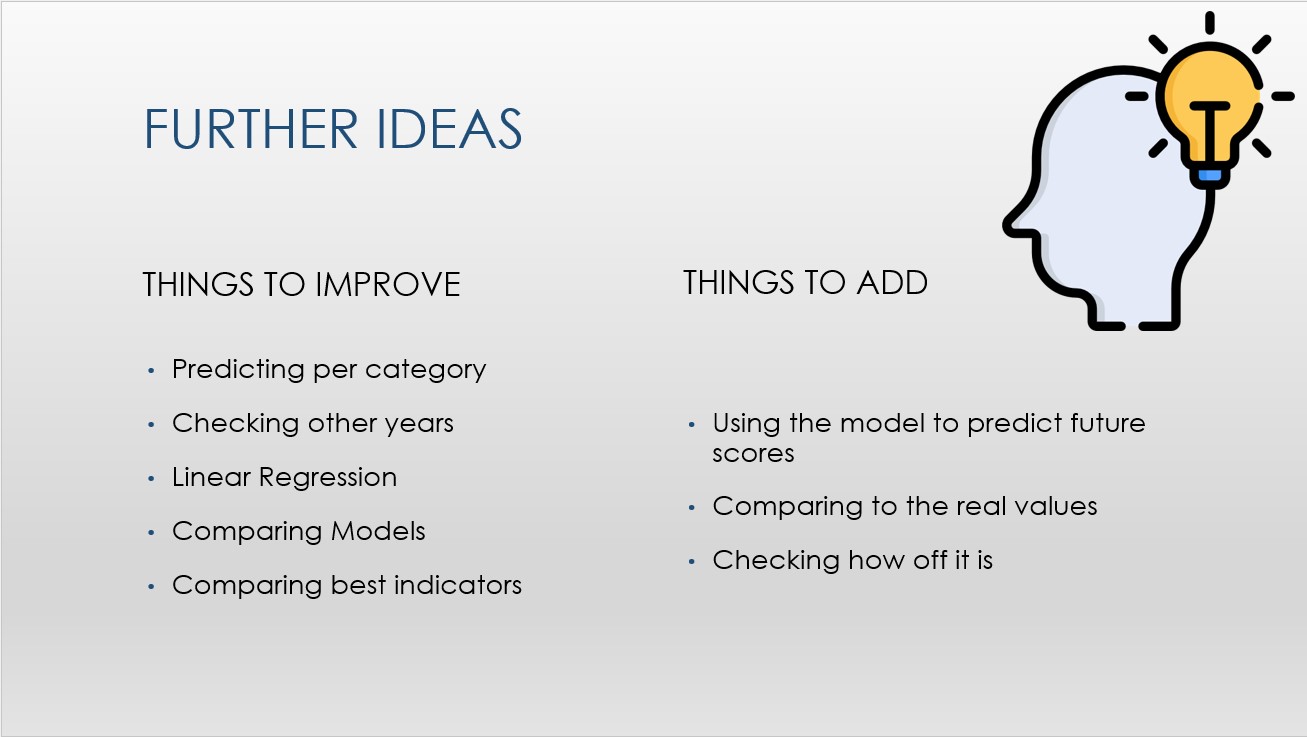 FURTHER IDEAS
THINGS TO IMPROVE
• Predicting per category
• Checking other years
• Linear Regression
• Comparing Models
• Comparing best indicators
THINGS TO ADD
• Using the model to predict future
scores
• Comparing to the real values
• Checking how off it is